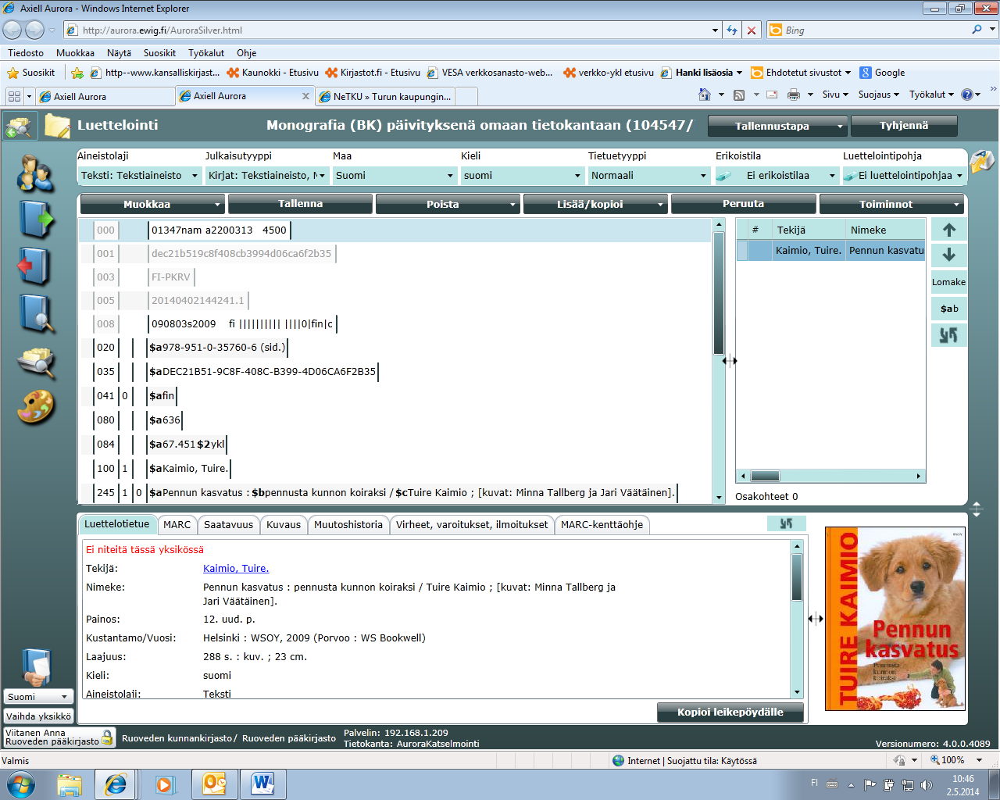 Axiell Aurora - Windows Internet Explorer
http://aurora.ewig.fi/AuroraSilver.html
Bing
Tiedosto Muokkaa Näytä Suosikit Työkalut Ohje
Suosikit http--www.kansalliskirjast... Kaunokki - Etusivu Kirjastot.fi - Etusivu VESA verkkosanasto-web... verkko-ykl etusivu Hanki lisäosia Ehdotetut sivustot Google
Axiell Aurora Axiell Aurora NeTKU » Turun kaupungin... Sivu Suojaus Työkalut
Luettelointi Monografia (BK) päivityksenä omaan tietokantaan (104547/ Tallennustapa Tyhjennä
Aineistolaji Julkaisutyyppi Maa Kieli Tietuetyyppi Erikoistila Luettelointipohja
Teksti: Tekstiaineisto Kirjat: Tekstiaineisto, M Suomi suomi Normaali Ei erikoistilaa Ei luettelointipohjaa
Muokkaa Tallenna Poista Lisää/kopioi Peruuta Toiminnot
000 01347nam a2200313 4500
001 dec21b519c8f408cb3994d06ca6f2b35
003 FI-PKRV
005 20140402144241.1
008 090803s2009 fi |||||||||| ||||0|fin|c
020 $a978-951-0-35760-6 (sid.)
035 $aDEC21B51-9C8F-408C-B399-4D06CA6F2B35
041 0 $afin
080 $a636
084 $a67.451$2ykl
100 1 $aKaimio, Tuire.
245 1 0 $aPennun kasvatus : $bpennusta kunnon koiraksi / $cTuire Kaimio ; [kuvat: Minna Tallberg ja Jari Väätäinen].
# Tekijä Nimeke
Kaimio, Tuire. Pennun kasvatus
Osakohteet 0
Lomake
$ab
Luettelotietue MARC Saatavuus Kuvaus Muutoshistoria Virheet, varoitukset, ilmoitukset MARC-kenttäohje
Ei niteitä tässä yksikössä
Tekijä: Kaimio, Tuire.
Nimeke: Pennun kasvatus : pennusta kunnon koiraksi / Tuire Kaimio ; [kuvat: Minna Tallberg ja
Jari Väätäinen].
Painos: 12. uud. p.
Kustantamo/Vuosi: Helsinki : WSOY, 2009 (Porvoo : WS Bookwell)
Laajuus: 288 s. : kuv. ; 23 cm.
Kieli: suomi
Aineistolaji: Teksti
Kopioi leikepöydälle
TUIRE KAIMIO
Pennun
kasvatus
Pennusta
kunnon
koiraksi
Suomi
Vaihda yksikkö
Viitanen Anna
Ruoveden pääkirjasto
Ruoveden kunnankirjasto/ Ruoveden pääkirjasto
Palvelin: 192.168.1.209
Tietokanta: AuroraKatselmointi
Versionumero: 4.0.0.4089
Valmis Internet | Suojattu tila: Käytössä 100%
FI 10:46
2.5.2014